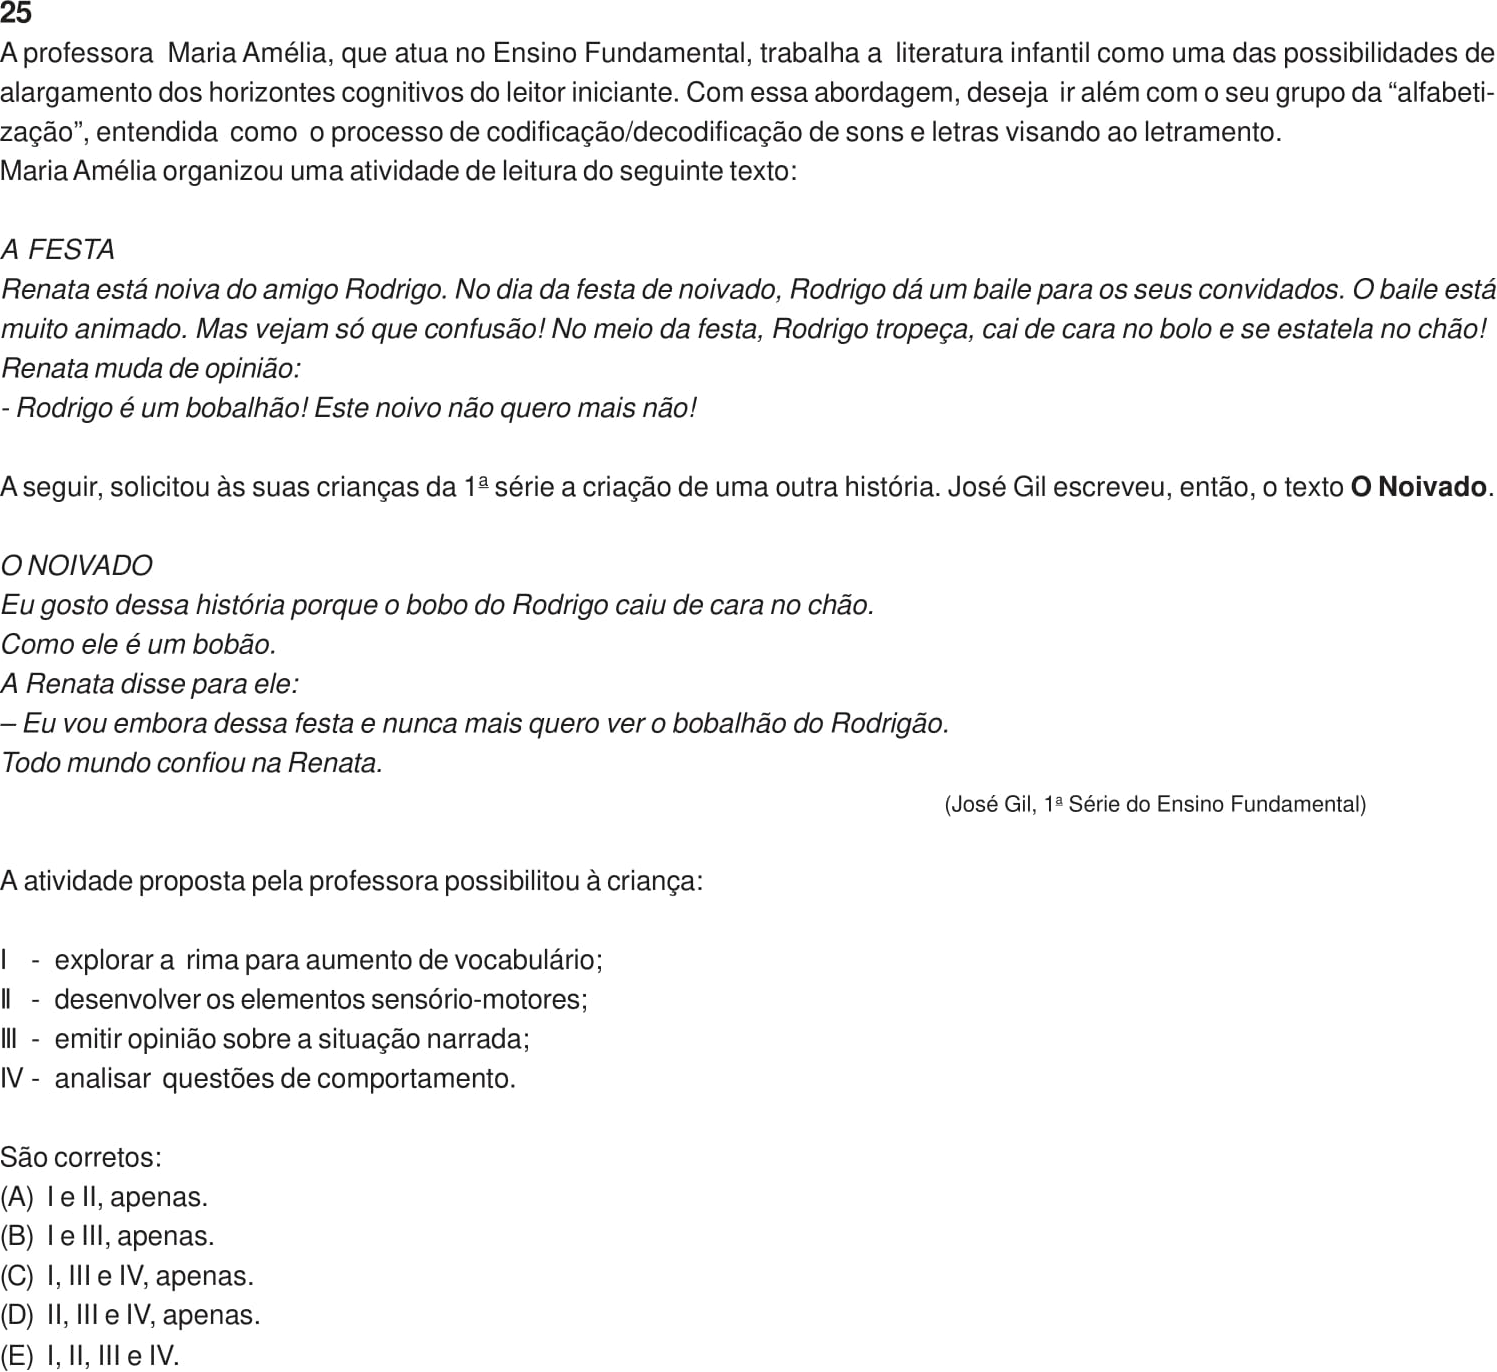 25
A professora Maria Amélia, que atua no Ensino Fundamental, trabalha a literatura infantil como uma das possibilidades de
alargamento dos horizontes cognitivos do leitor iniciante. Com essa abordagem, deseja ir além com o seu grupo da “alfabeti-
zação”, entendida como o processo de codificação/decodificação de sons e letras visando ao letramento.
Maria Amélia organizou uma atividade de leitura do seguinte texto:
A FESTA
Renata está noiva do amigo Rodrigo. No dia da festa de noivado, Rodrigo dá um baile para os seus convidados. O baile está
muito animado. Mas vejam só que confusão! No meio da festa, Rodrigo tropeça, cai de cara no bolo e se estatela no chão!
Renata muda de opinião:
- Rodrigo é um bobalhão! Este noivo não quero mais não!
A seguir, solicitou às suas crianças da 1ª série a criação de uma outra história. José Gil escreveu, então, o texto O Noivado.
O NOIVADO
Eu gosto dessa história porque o bobo do Rodrigo caiu de cara no chão.
Como ele é um bobão.
A Renata disse para ele:
– Eu vou embora dessa festa e nunca mais quero ver o bobalhão do Rodrigão.
Todo mundo confiou na Renata.
(José Gil, 1ª Série do Ensino Fundamental)
A atividade proposta pela professora possibilitou à criança:
I - explorar a rima para aumento de vocabulário;
II - desenvolver os elementos sensório-motores;
III - emitir opinião sobre a situação narrada;
IV - analisar questões de comportamento.
São corretos:
(A) I e II, apenas.
(B) I e III, apenas.
(C) I, III e IV, apenas.
(D) II, III e IV, apenas.
(E) I, II, III e IV.